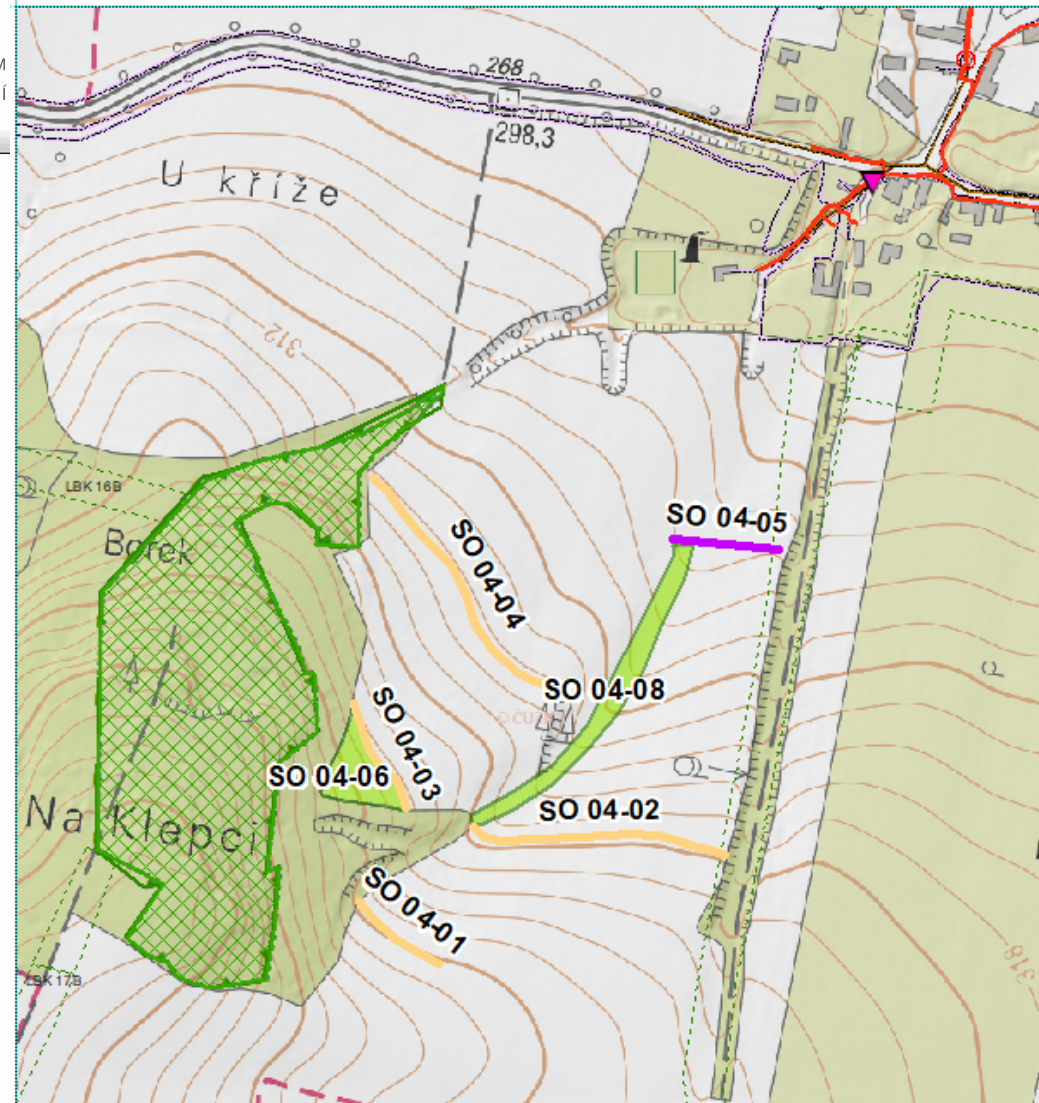 M
Í
268
298,3
U kříže
312
LBK 16B
Borek
SO 04-05
SO 04-04
SO 04-08
SO 04-03
SO 04-06
SO 04-02
Na Klepci
SO 04-01
318
LBK 17B